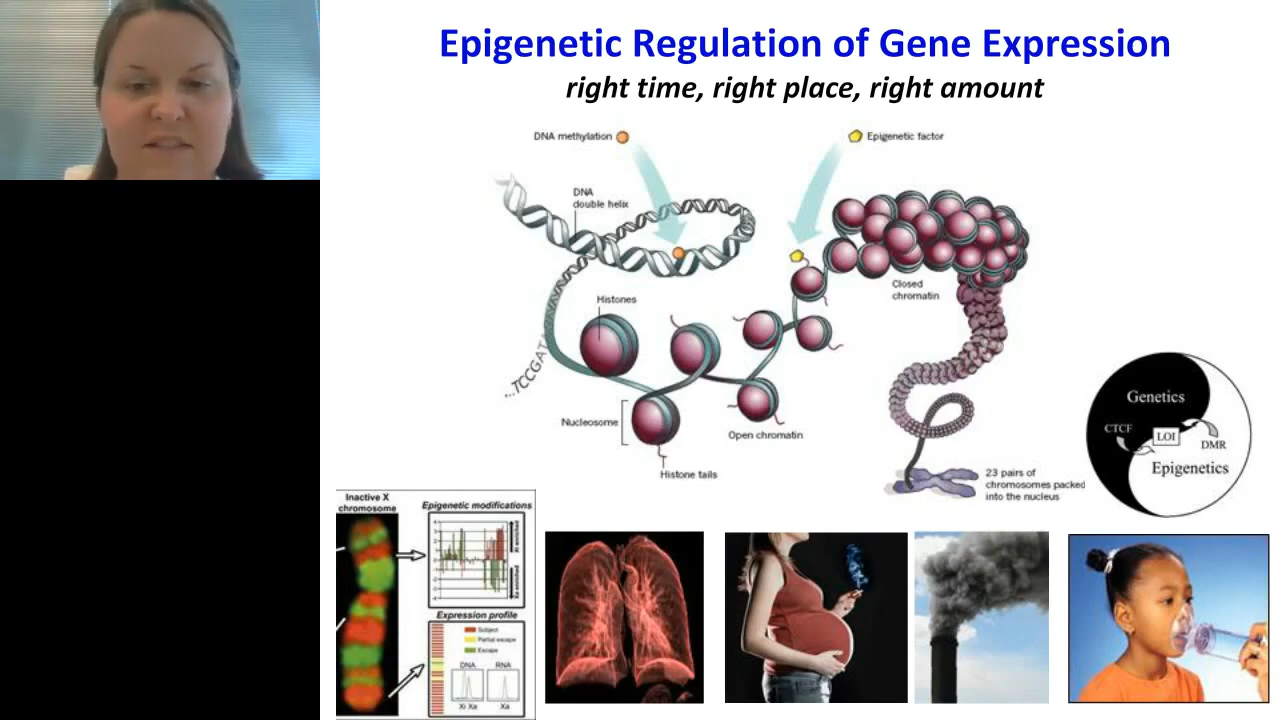 Epigenetic Regulation of Gene Expression
right time, right place, right amount
DNA methylation
Epigenetic factor
DNA
double helix
Histones
Closed
chromatin
...TCCGAT
Nucleosome
Open chromatin
Histone tails
23 pairs of
chromosomes packed
into the nucleus
Genetics
CTCF
LOI
DMR
Epigenetics
Inactive X
chromosome
Epigenetic modifications
Expression profile
Subject
Partial escape
Escape
DNA
RNA
Xi Xa
Xa